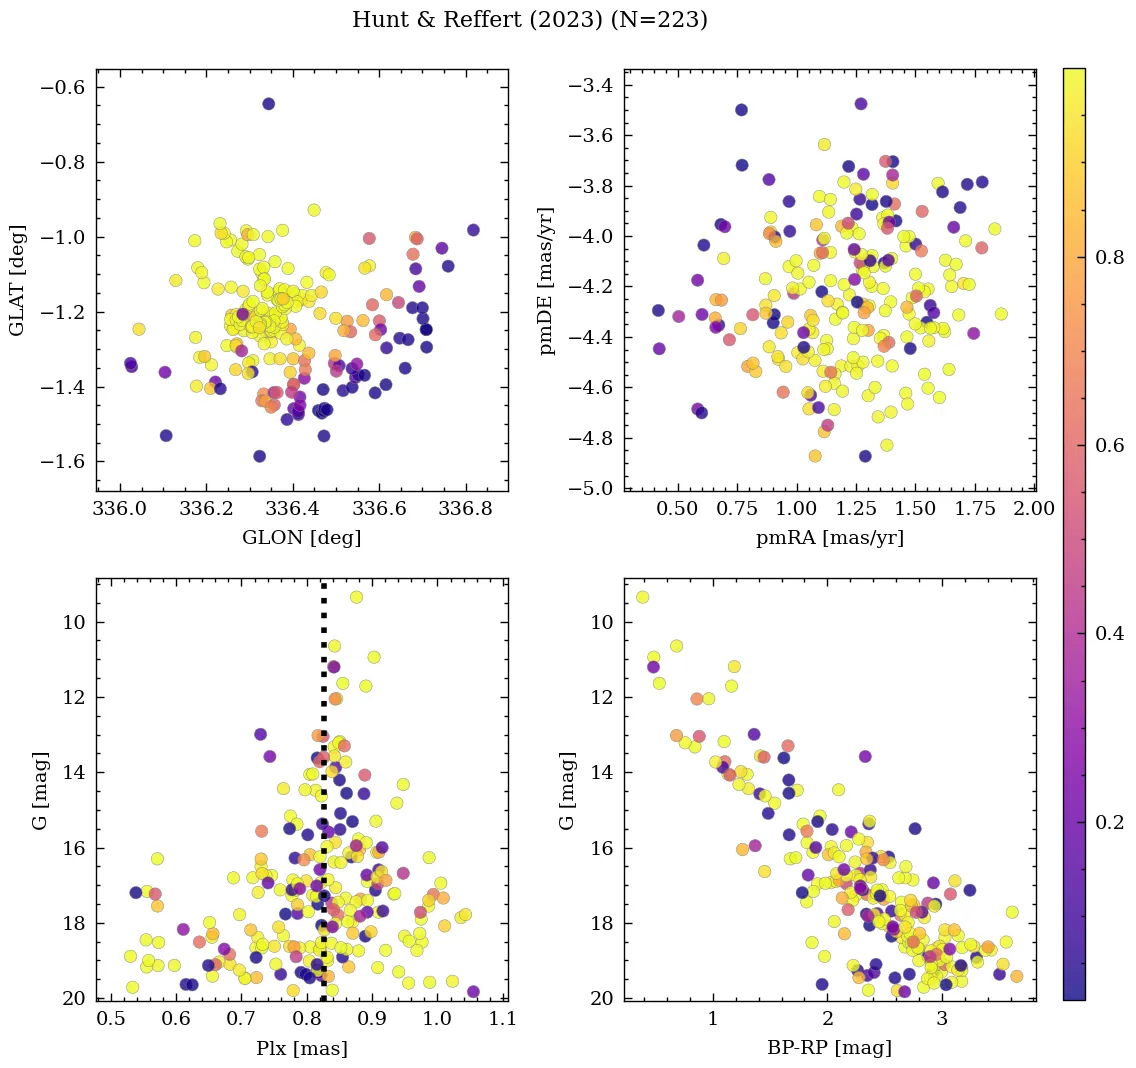 Hunt & Reffert (2023) (N=223)
−0.6
−0.8
−1.0
−1.2
−1.4
−1.6
GLAT [deg]
336.0 336.2 336.4 336.6 336.8
GLON [deg]
−3.4
−3.6
−3.8
−4.0
−4.2
−4.4
−4.6
−4.8
−5.0
pmDE [mas/yr]
0.50 0.75 1.00 1.25 1.50 1.75 2.00
pmRA [mas/yr]
10
12
14
16
18
20
G [mag]
0.5 0.6 0.7 0.8 0.9 1.0 1.1
Plx [mas]
10
12
14
16
18
20
G [mag]
1 2 3
BP-RP [mag]
0.8
0.6
0.4
0.2